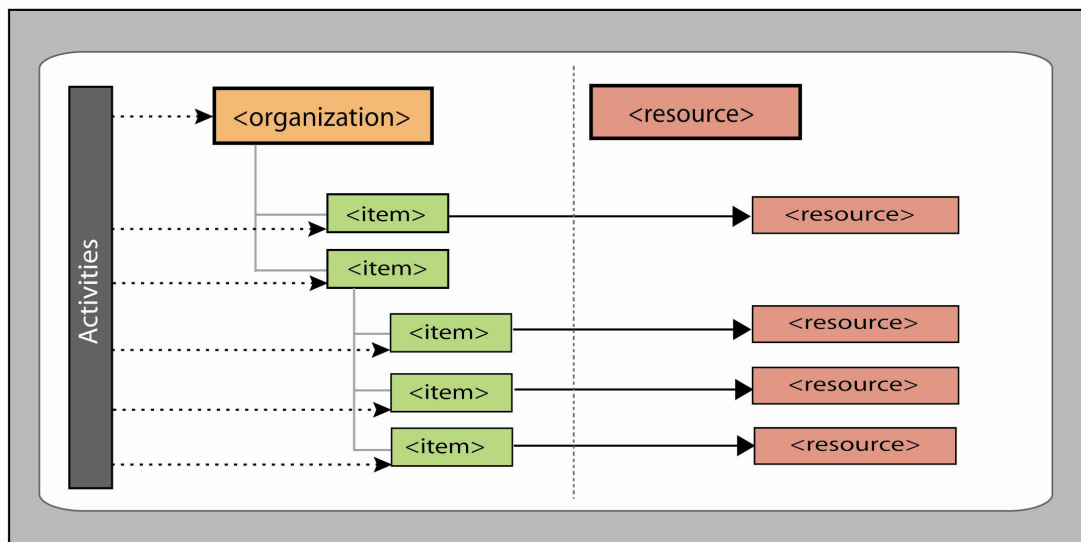 Activities
<organization>
<resource>
<item>
<resource>
<item>
<item>
<resource>
<item>
<resource>
<item>
<resource>